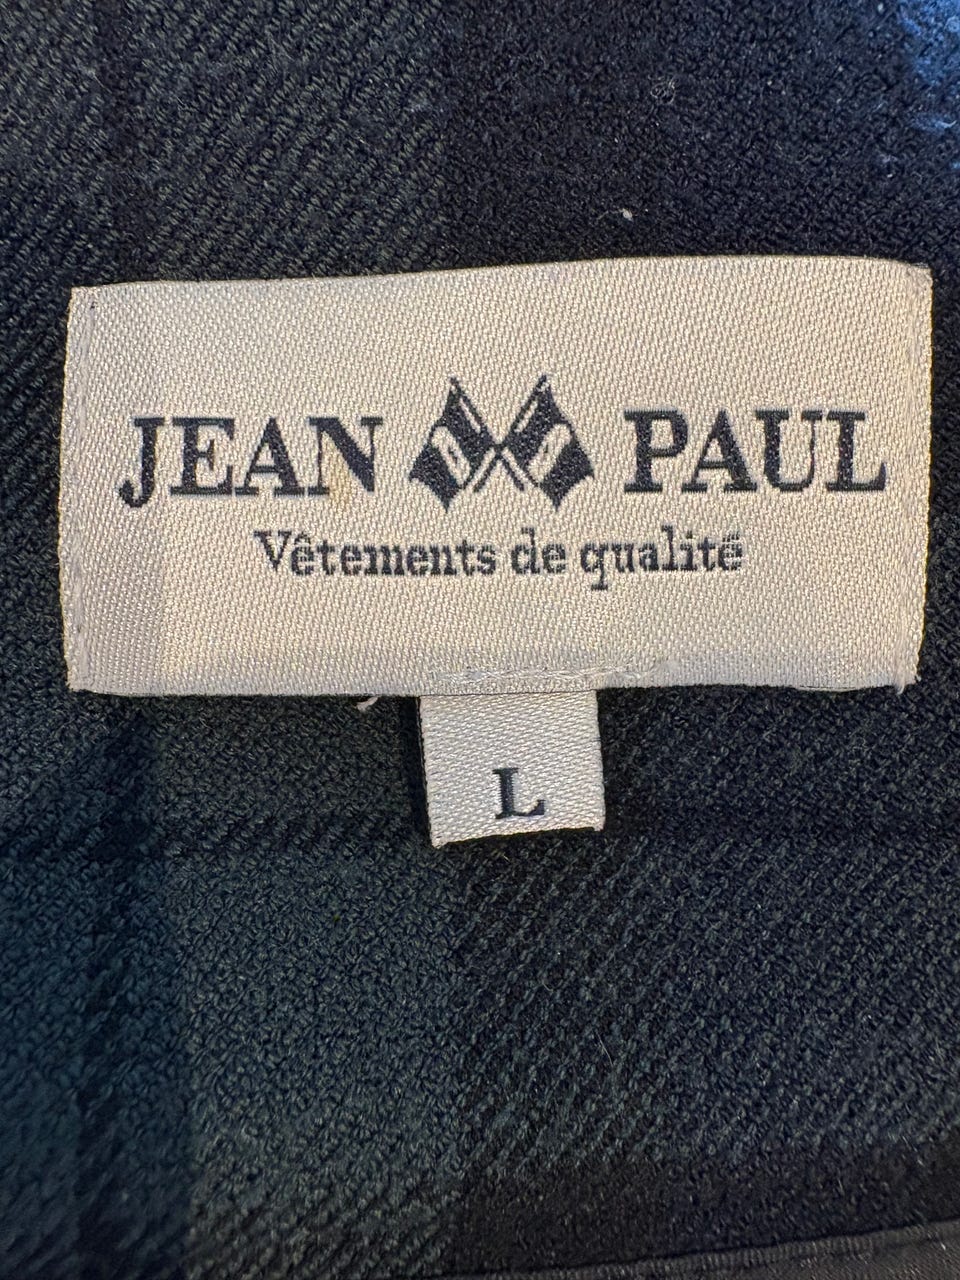 JEAN PAUL
Vêtements de qualité
L